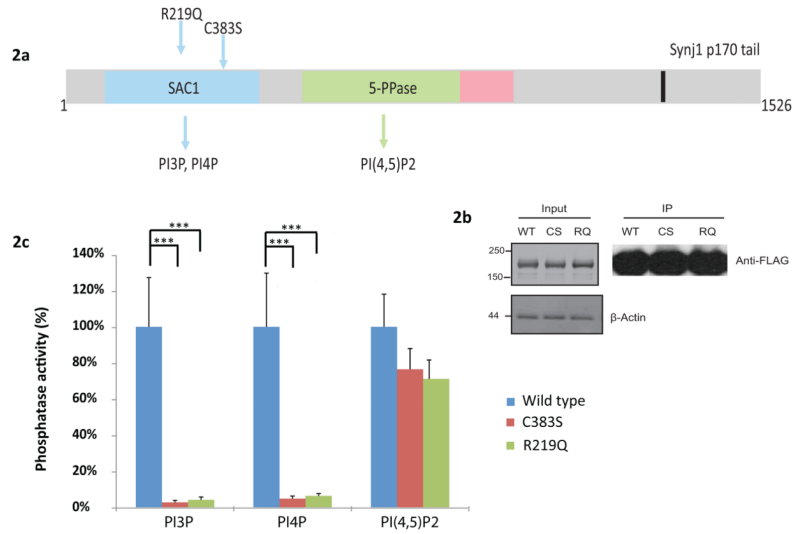 R219Q
C383S
2a
Synj1 p170 tail
SAC1
5-PPase
1
1526
PI3P, PI4P
PI(4,5)P2
2b
Input
IP
WT CS RQ
WT CS RQ
250
150
Anti-FLAG
44
β-Actin
2c
***
***
***
***
140%
120%
100%
80%
60%
40%
20%
0%
Phosphatase activity (%)
PI3P
PI4P
PI(4,5)P2
Wild type
C383S
R219Q